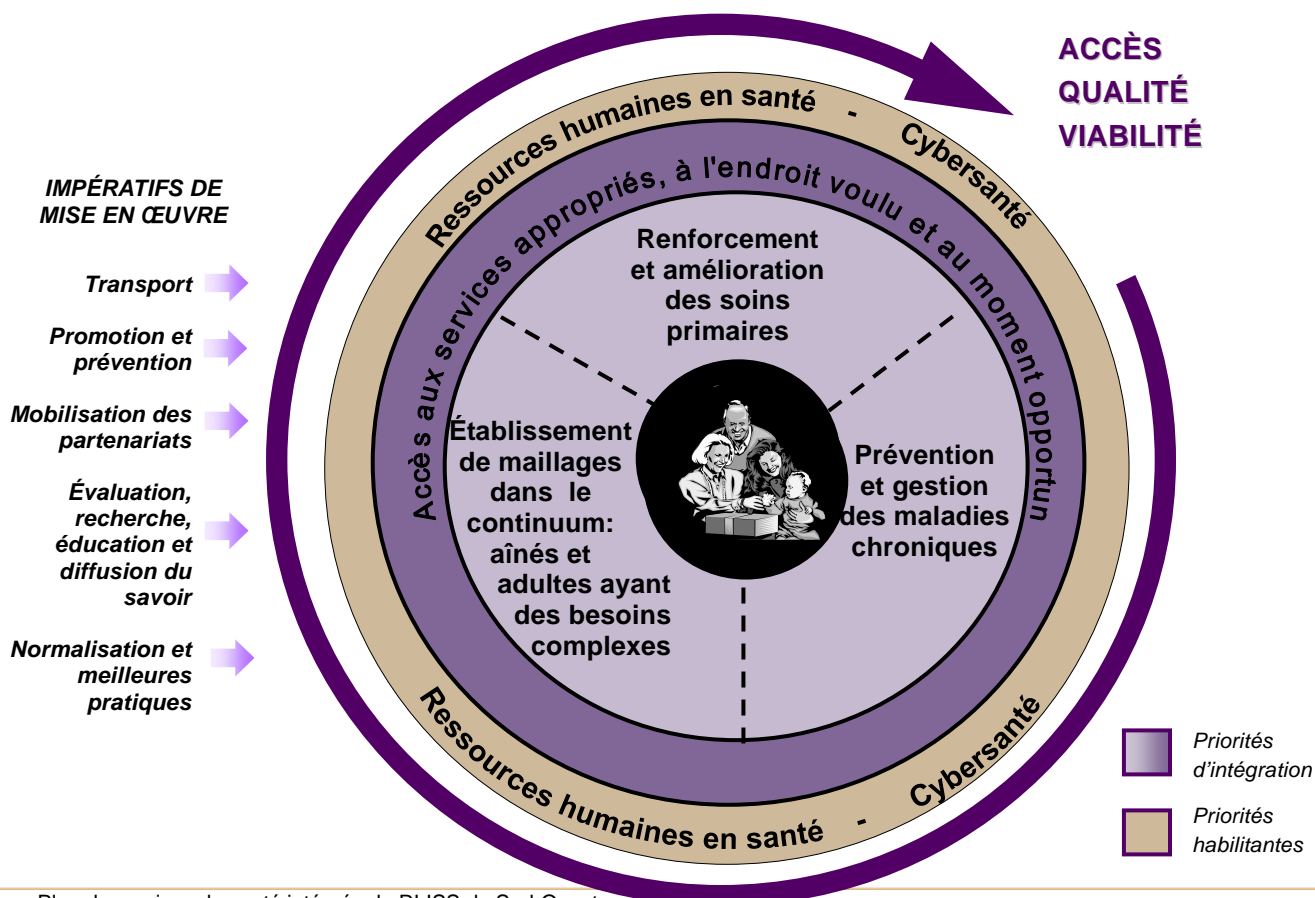 ACCÈS
QUALITÉ
VIABILITÉ
IMPÉRATIFS DE
MISE EN ŒUVRE
Transport
Promotion et
prévention
Mobilisation des
partenariats
Évaluation,
recherche,
éducation et
diffusion du
savoir
Normalisation et
meilleures
pratiques
Ressources humaines en santé - Cybersanté
Accès aux services appropriés, à l'endroit voulu et au moment opportun
Renforcement
et amélioration
des soins
primaires
Établissement
de maillages
dans le
continuum:
aînés et
adultes ayant
des besoins
complexes
Prévention
et gestion
des maladies
chroniques
Ressources humaines en santé - Cybersanté
Priorités
d'intégration
Priorités
habilitantes